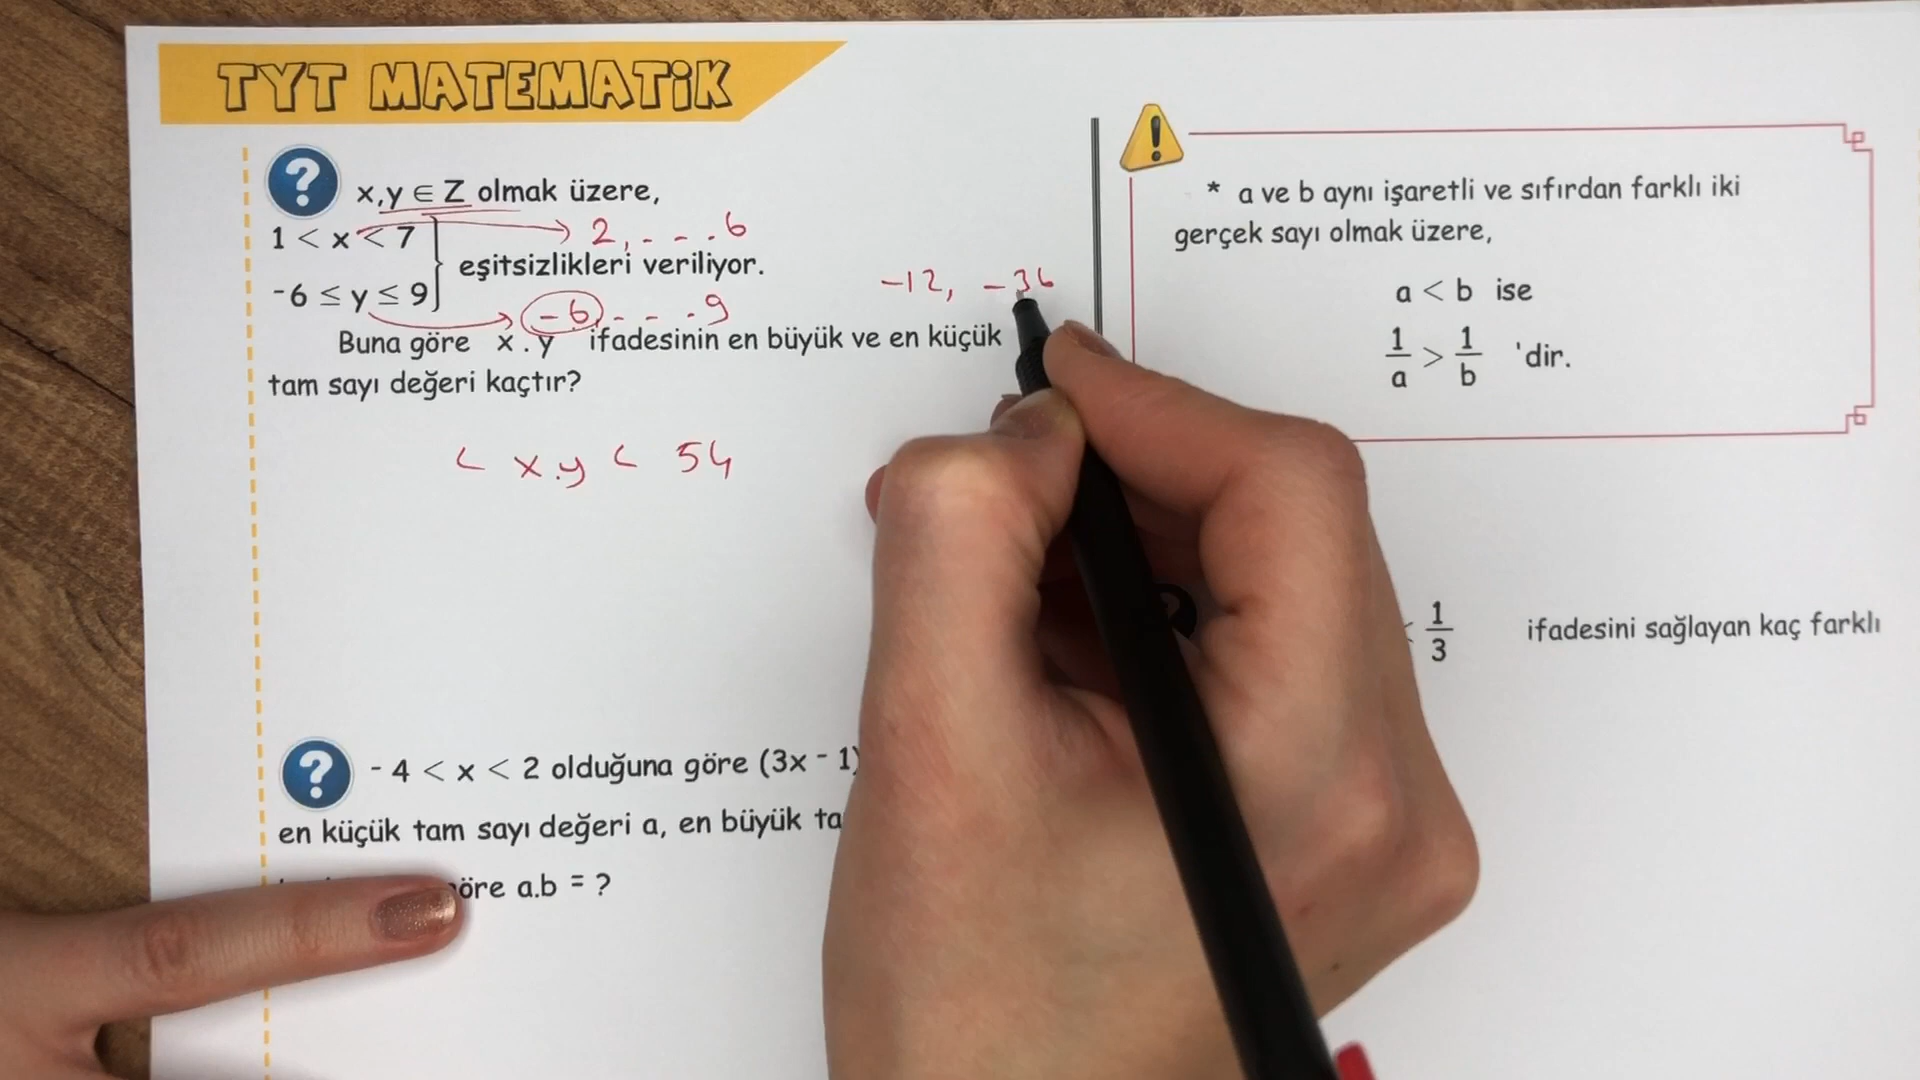 TYT MATEMATİK
x,y ∈ Z olmak üzere,
1 < x < 7
2, - - . 6
eşitsizlikleri veriliyor.
-6 ≤ y ≤ 9
-6 - - . 9
-12, -36
Buna göre x . y ifadesinin en büyük ve en küçük
tam sayı değeri kaçtır?
< x.y < 54
- 4 < x < 2 olduğuna göre (3x - 1)
en küçük tam sayı değeri a, en büyük ta
öre a.b = ?
* a ve b aynı işaretli ve sıfırdan farklı iki
gerçek sayı olmak üzere,
a < b ise
1/a > 1/b 'dir.
< 1/3 ifadesini sağlayan kaç farklı